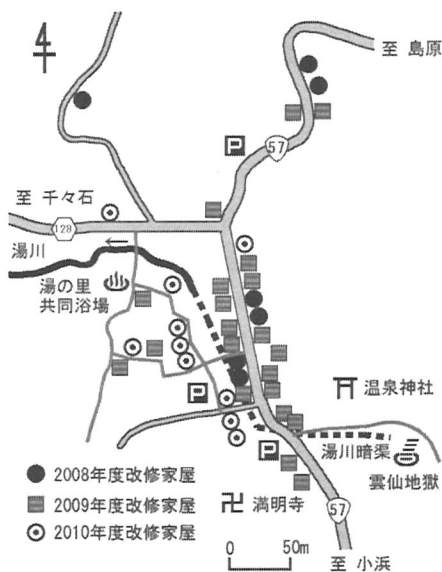 至 島原
P
57
至 千々石
128
湯川
湯の里
共同浴場
P
温泉神社
湯川暗渠
P
雲仙地獄
満明寺
57
2008年度改修家屋
2009年度改修家屋
2010年度改修家屋
0 50m
至 小浜